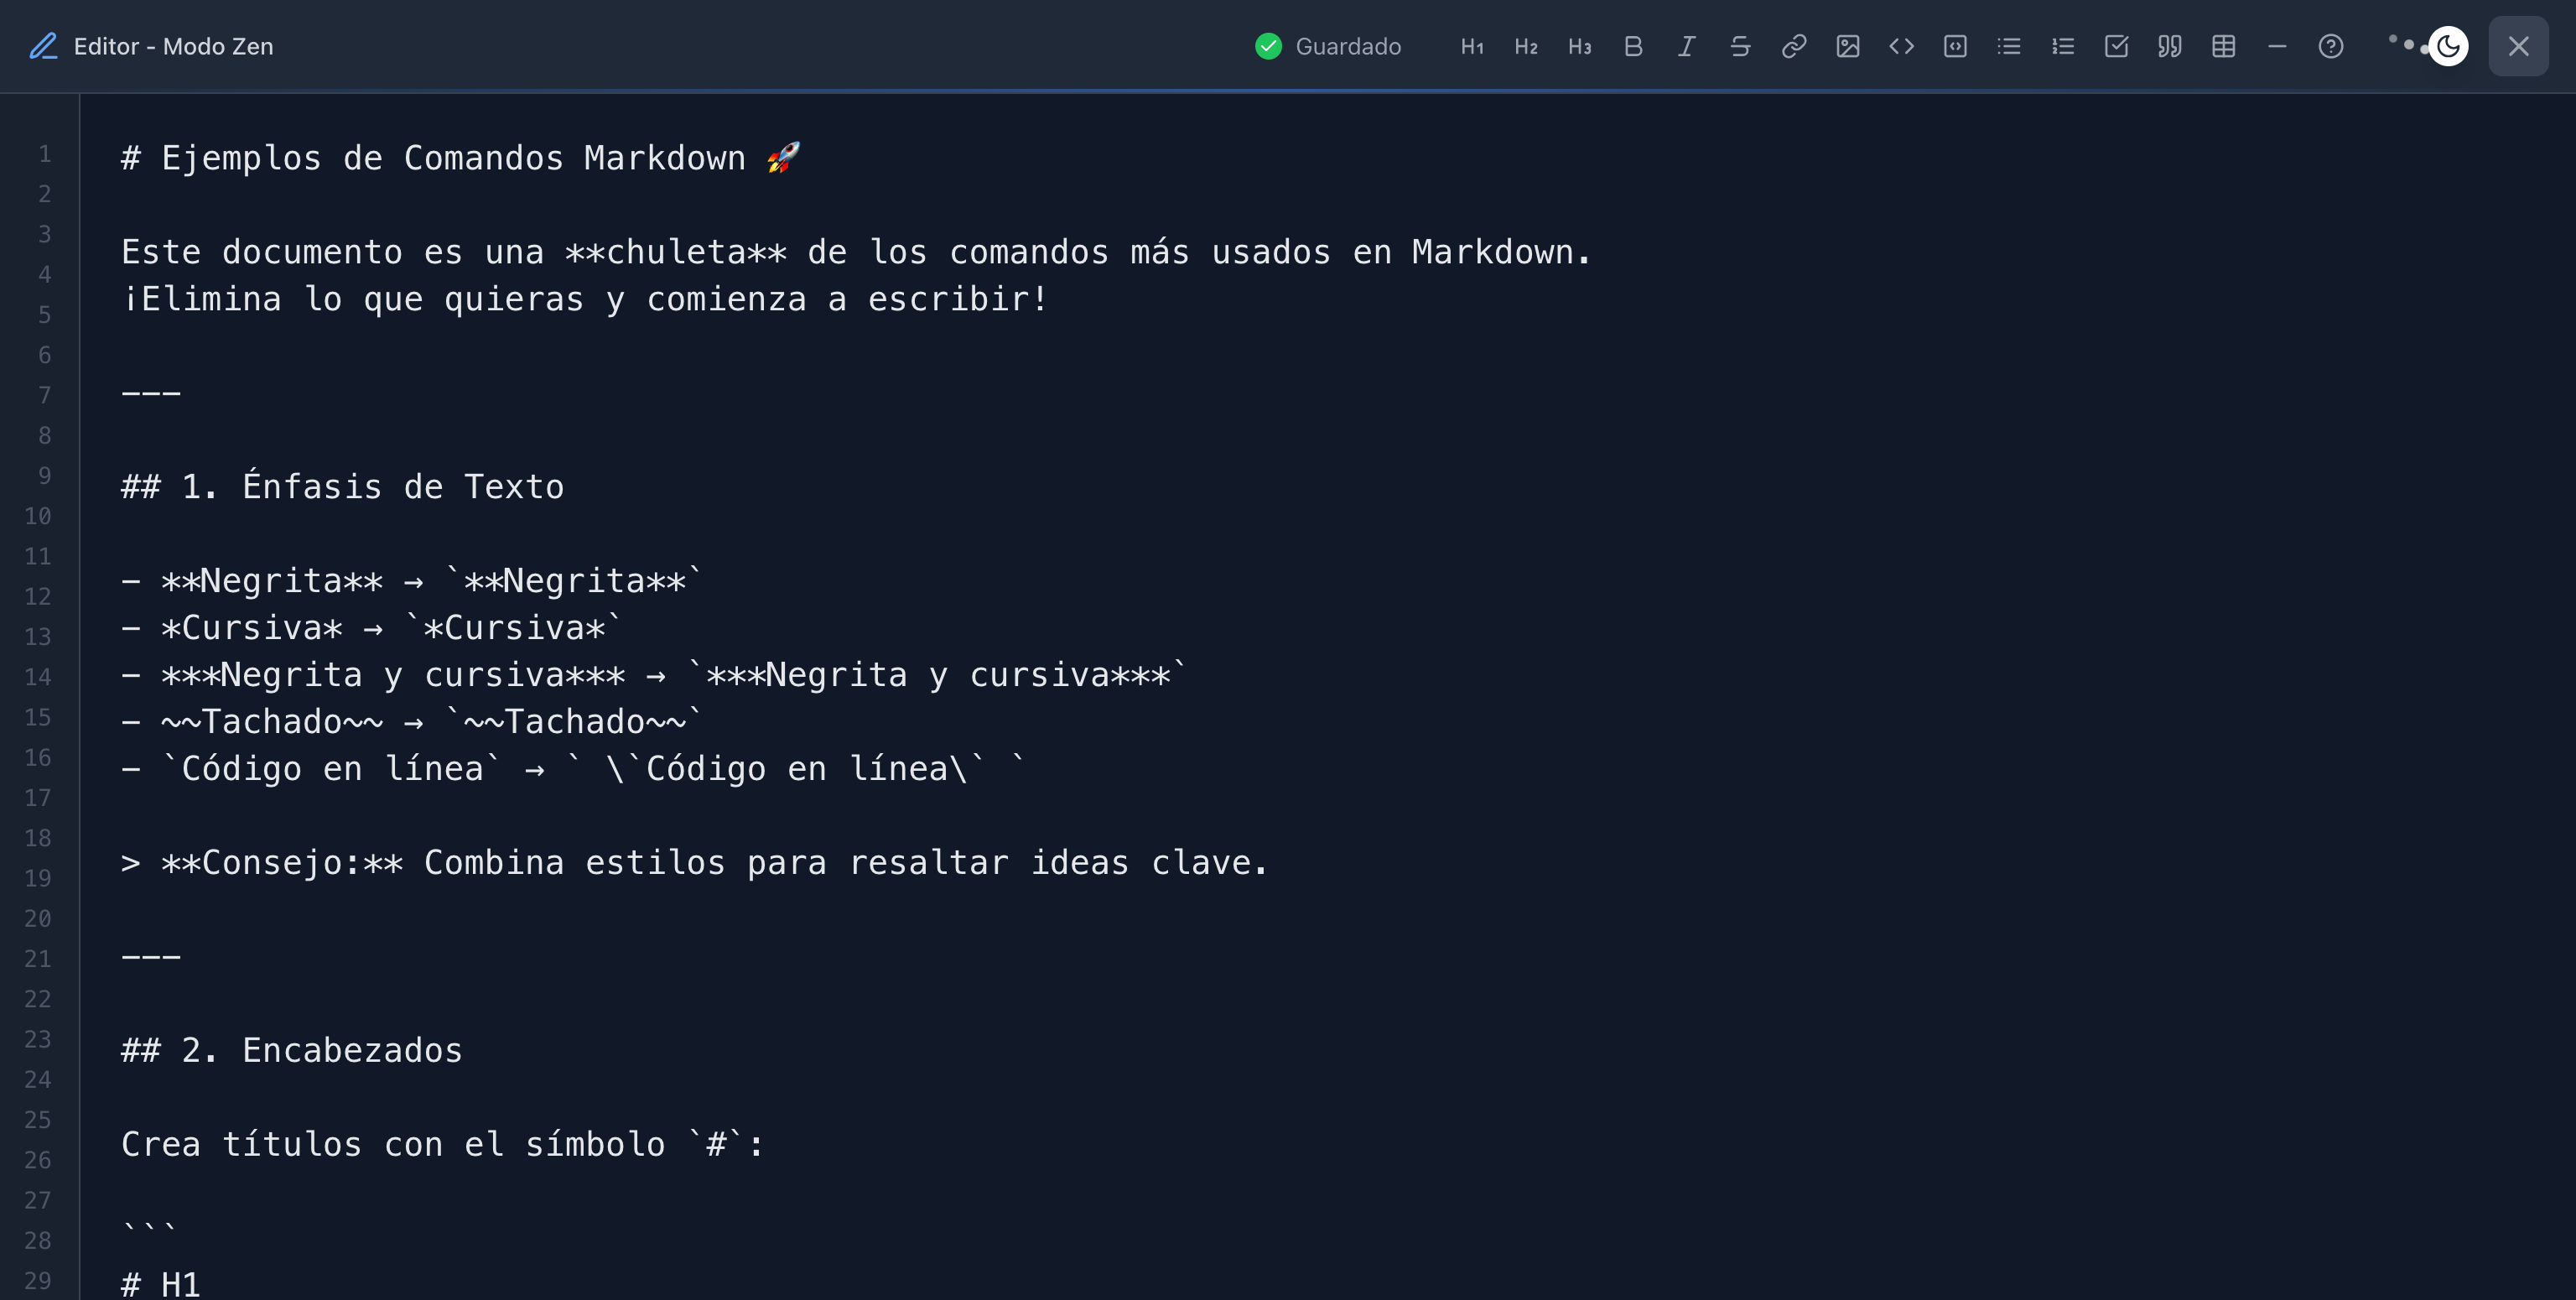 Editor - Modo Zen
Guardado
H1 H2 H3 B I S
1
2
3
4
5
6
7
8
9
10
11
12
13
14
15
16
17
18
19
20
21
22
23
24
25
26
27
28
29
# Ejemplos de Comandos Markdown 🚀
Este documento es una **chuleta** de los comandos más usados en Markdown.
¡Elimina lo que quieras y comienza a escribir!
---
## 1. Énfasis de Texto
- **Negrita** → `**Negrita**`
- *Cursiva* → `*Cursiva*`
- ***Negrita y cursiva*** → `***Negrita y cursiva***`
- ~~Tachado~~ → `~~Tachado~~`
- `Código en línea` → ` \`Código en línea\` `
> **Consejo:** Combina estilos para resaltar ideas clave.
---
## 2. Encabezados
Crea títulos con el símbolo `#`:
```
# H1